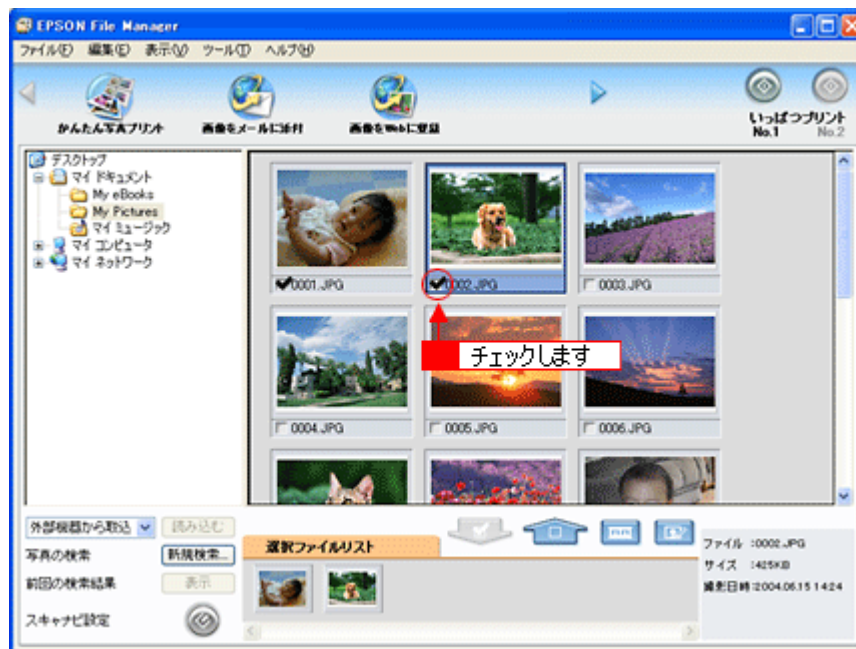 EPSON File Manager
ファイル(F) 編集(E) 表示(V) ツール(T) ヘルプ(H)
かんたん写真プリント 画像をメールに添付 画像をWebに登録 いっぱつプリント
No.1 No.2
デスクトップ
マイ ドキュメント
My eBooks
My Pictures
マイ ミュージック
マイ コンピュータ
マイ ネットワーク
0001.JPG 0002.JPG 0003.JPG
チェックします
0004.JPG 0005.JPG 0006.JPG
外部機器から取込 読み込む
写真の検索 新規検索...
前回の検索結果 表示
スキャナビ設定
選択ファイルリスト
ファイル :0002.JPG
サイズ :425KB
撮影日時:2004.06.15 14:24